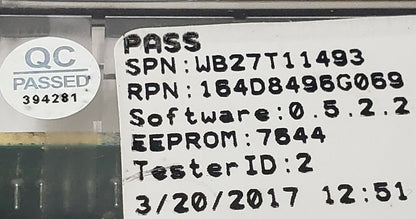 QC
PASSED
394281
PASS
SPN:WB27T11493
RPN:164D8496G069
Software:0.5.2.2
EEPROM:7644
TesterID:2
3/20/2017 12:51